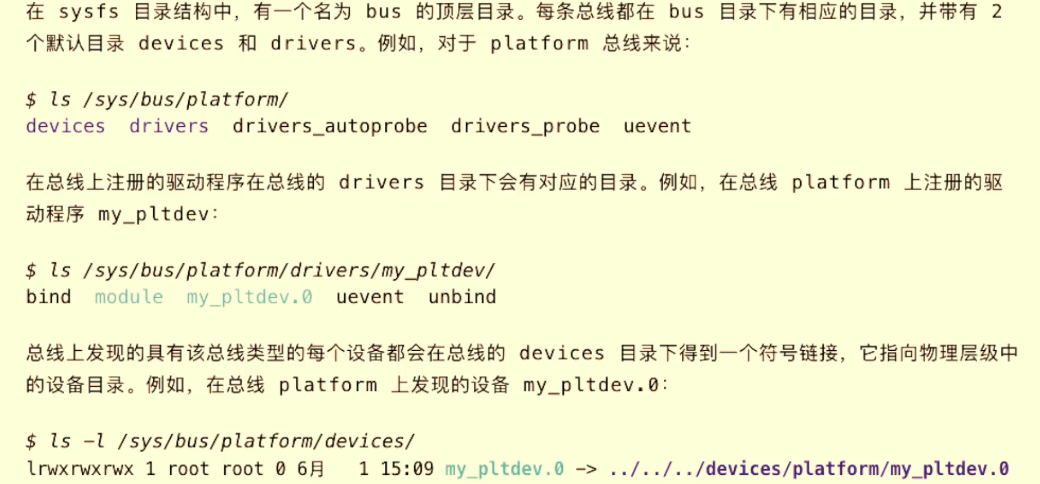 在 sysfs 目录结构中，有一个名为 bus 的顶层目录。每条总线都在 bus 目录下有相应的目录，并带有 2
个默认目录 devices 和 drivers。例如，对于 platform 总线来说：
$ ls /sys/bus/platform/
devices  drivers  drivers_autoprobe  drivers_probe  uevent
在总线上注册的驱动程序在总线的 drivers 目录下会有对应的目录。例如，在总线 platform 上注册的驱
动程序 my_pltdev：
$ ls /sys/bus/platform/drivers/my_pltdev/
bind  module  my_pltdev.0  uevent  unbind
总线上发现的具有该总线类型的每个设备都会在总线的 devices 目录下得到一个符号链接，它指向物理层级中
的设备目录。例如，在总线 platform 上发现的设备 my_pltdev.0：
$ ls -l /sys/bus/platform/devices/
lrwxrwxrwx 1 root root 0 6月   1 15:09 my_pltdev.0 -> ../../../devices/platform/my_pltdev.0